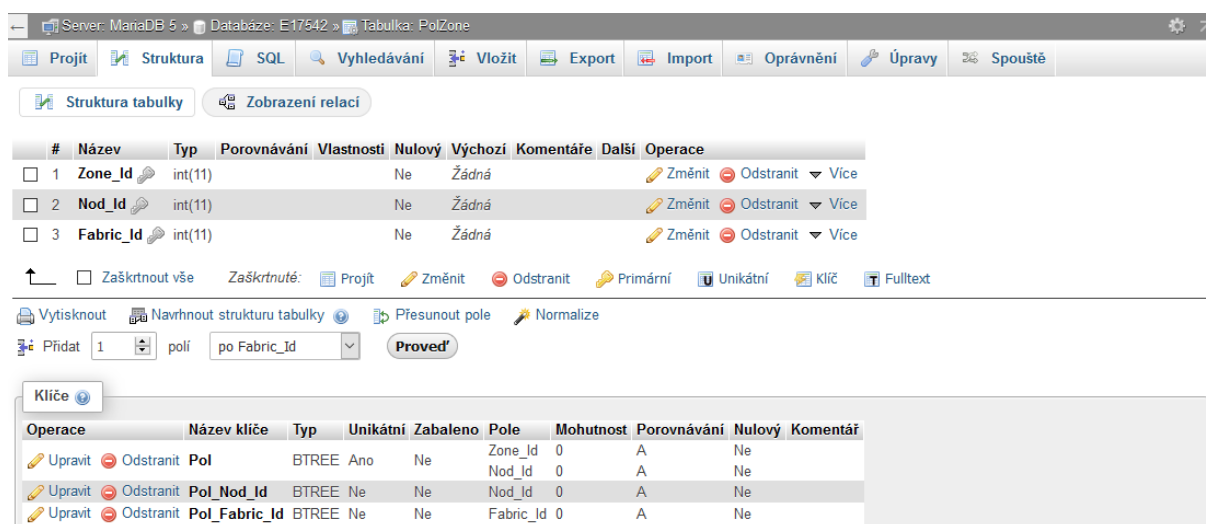 ← Server: MariaDB 5 » Databáze: E17542 » Tabulka: PolZone
Projít Struktura SQL Vyhledávání Vložit Export Import Oprávnění Úpravy Spouště
Struktura tabulky Zobrazení relací
# Název Typ Porovnávání Vlastnosti Nulový Výchozí Komentáře Další Operace
1 Zone_Id int(11) Ne Žádná Změnit Odstranit Více
2 Nod_Id int(11) Ne Žádná Změnit Odstranit Více
3 Fabric_Id int(11) Ne Žádná Změnit Odstranit Více
Zaškrtnout vše Zaškrtnuté: Projít Změnit Odstranit Primární U Unikátní Klíč T Fulltext
Vytisknout Navrhnout strukturu tabulky Přesunout pole Normalize
Přidat 1 polí po Fabric_Id Proveď
Klíče
Operace Název klíče Typ Unikátní Zabaleno Pole Mohutnost Porovnávání Nulový Komentář
Upravit Odstranit Pol BTREE Ano Ne Zone_Id 0 A Ne
Nod_Id 0 A Ne
Upravit Odstranit Pol_Nod_Id BTREE Ne Ne Nod_Id 0 A Ne
Upravit Odstranit Pol_Fabric_Id BTREE Ne Ne Fabric_Id 0 A Ne